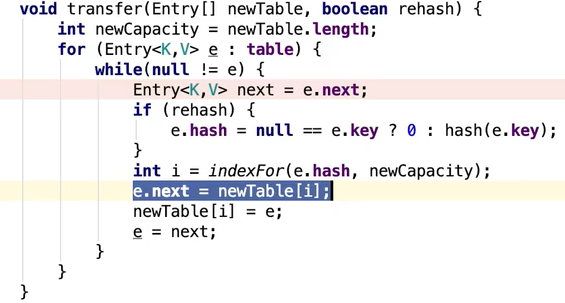 void transfer(Entry[] newTable, boolean rehash) {
    int newCapacity = newTable.length;
    for (Entry<K,V> e : table) {
        while(null != e) {
            Entry<K,V> next = e.next;
            if (rehash) {
                e.hash = null == e.key ? 0 : hash(e.key);
            }
            int i = indexFor(e.hash, newCapacity);
            e.next = newTable[i];
            newTable[i] = e;
            e = next;
        }
    }
}